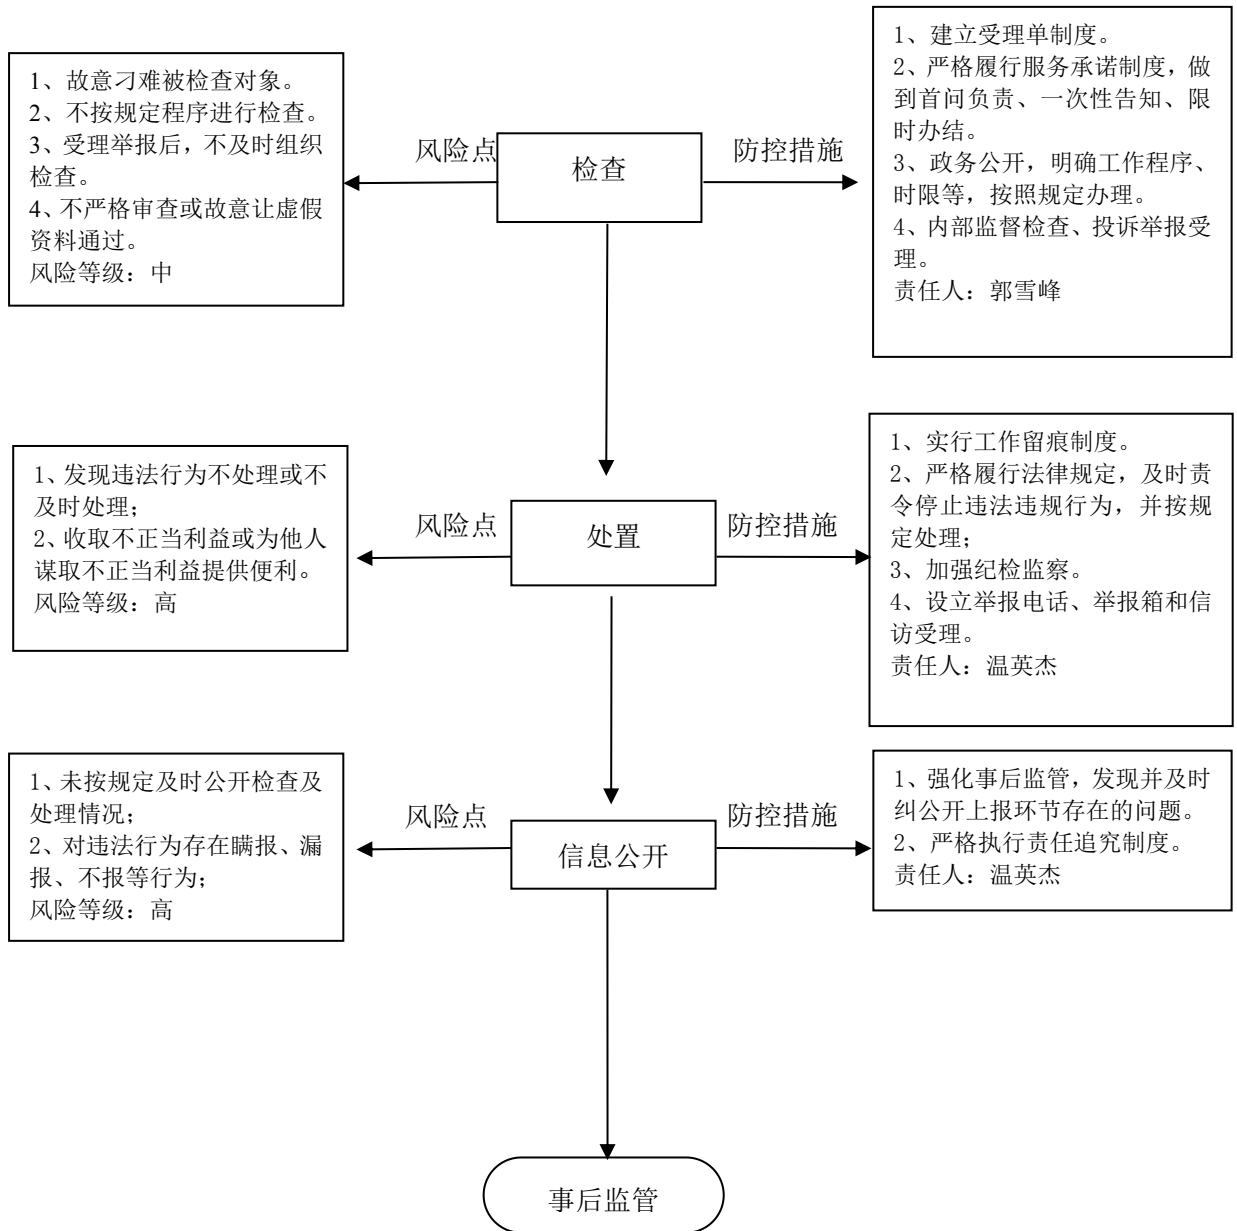 1、故意刁难被检查对象。
2、不按规定程序进行检查。
3、受理举报后，不及时组织
检查。
4、不严格审查或故意让虚假
资料通过。
风险等级：中
风险点
检查
防控措施
1、建立受理单制度。
2、严格履行服务承诺制度，做
到首问负责、一次性告知、限
时办结。
3、政务公开，明确工作程序、
时限等，按照规定办理。
4、内部监督检查、投诉举报受
理。
责任人：郭雪峰
1、发现违法行为不处理或不
及时处理；
2、收取不正当利益或为他人
谋取不正当利益提供便利。
风险等级：高
风险点
处置
防控措施
1、实行工作留痕制度。
2、严格履行法律规定，及时责
令停止违法违规行为，并按规
定处理；
3、加强纪检监察。
4、设立举报电话、举报箱和信
访受理。
责任人：温英杰
1、未按规定及时公开检查及
处理情况；
2、对违法行为存在瞒报、漏
报、不报等行为；
风险等级：高
风险点
信息公开
防控措施
1、强化事后监管，发现并及时
纠公开上报环节存在的问题。
2、严格执行责任追究制度。
责任人：温英杰
事后监管